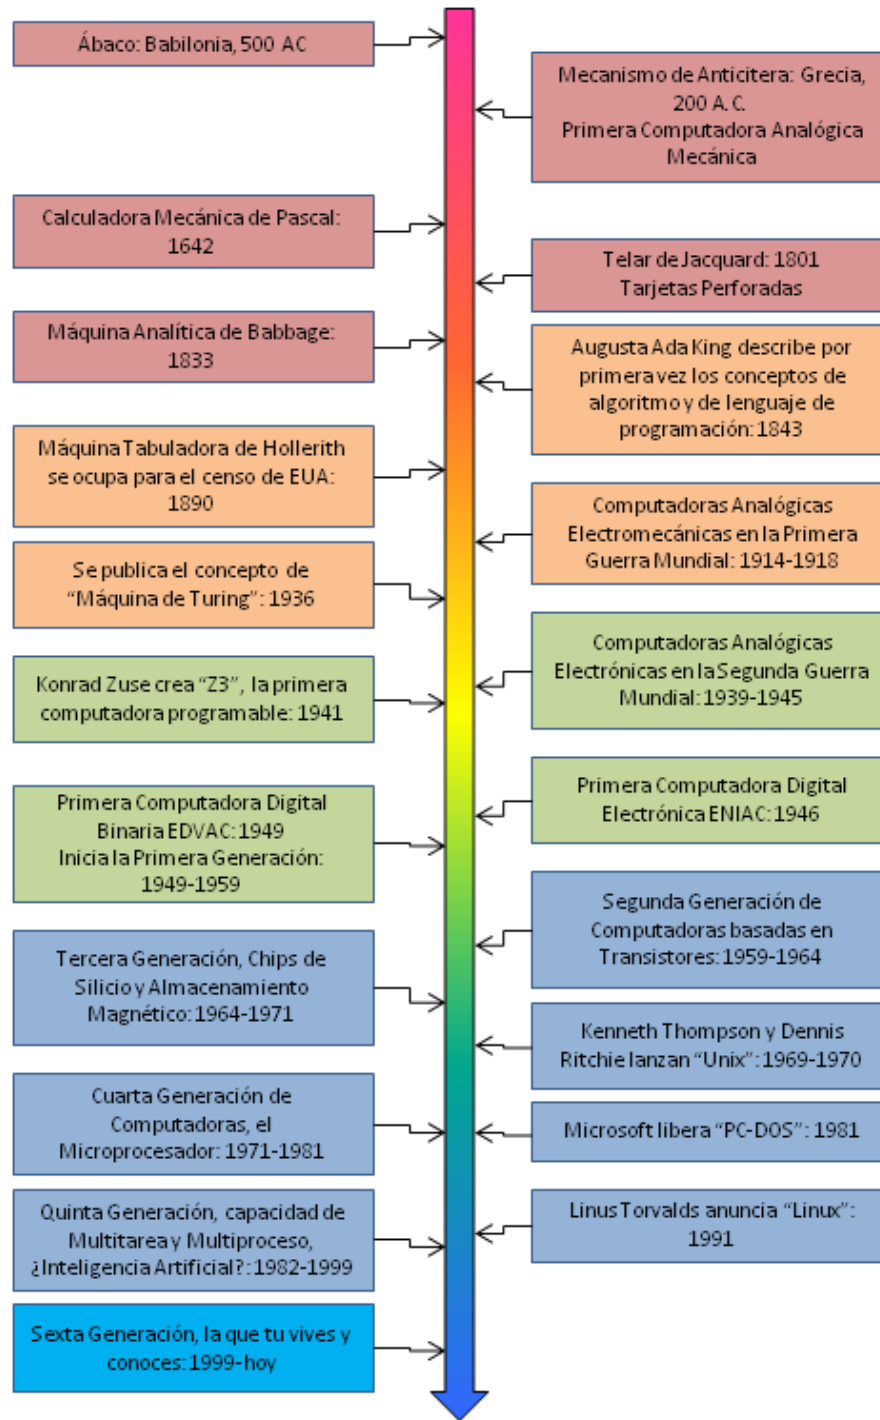 Ábaco: Babilonia, 500 AC
Mecanismo de Anticitera: Grecia,
200 A. C.
Primera Computadora Analógica
Mecánica
Calculadora Mecánica de Pascal:
1642
Telar de Jacquard: 1801
Tarjetas Perforadas
Máquina Analítica de Babbage:
1833
Augusta Ada King describe por
primera vez los conceptos de
algoritmo y de lenguaje de
programación: 1843
Máquina Tabuladora de Hollerith
se ocupa para el censo de EUA:
1890
Computadoras Analógicas
Electromecánicas en la Primera
Guerra Mundial: 1914-1918
Se publica el concepto de
“Máquina de Turing”: 1936
Computadoras Analógicas
Electrónicas en la Segunda Guerra
Mundial: 1939-1945
Konrad Zuse crea “Z3”, la primera
computadora programable: 1941
Primera Computadora Digital
Electrónica ENIAC: 1946
Primera Computadora Digital
Binaria EDVAC: 1949
Inicia la Primera Generación:
1949-1959
Segunda Generación de
Computadoras basadas en
Transistores: 1959-1964
Tercera Generación, Chips de
Silicio y Almacenamiento
Magnético: 1964-1971
Kenneth Thompson y Dennis
Ritchie lanzan “Unix”: 1969-1970
Cuarta Generación de
Computadoras, el
Microprocesador: 1971-1981
Microsoft libera “PC-DOS”: 1981
Quinta Generación, capacidad de
Multitarea y Multiproceso,
¿Inteligencia Artificial?: 1982-1999
Linus Torvalds anuncia “Linux”:
1991
Sexta Generación, la que tu vives y
conoces: 1999-hoy